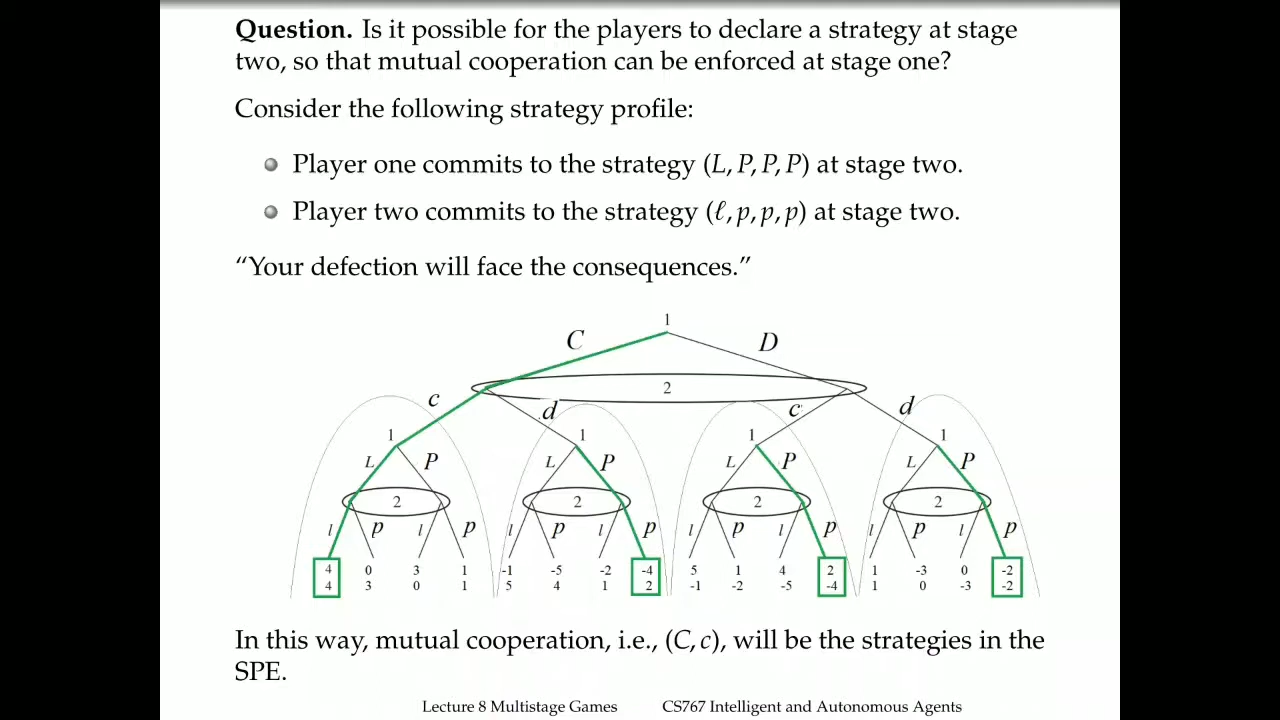 Question. Is it possible for the players to declare a strategy at stage
two, so that mutual cooperation can be enforced at stage one?
Consider the following strategy profile:
Player one commits to the strategy (L, P, P, P) at stage two.
Player two commits to the strategy (ℓ, p, p, p) at stage two.
“Your defection will face the consequences.”
1
C D
2
c d c d
1 1 1 1
L P L P L P L P
2 2 2 2
l p l p l p l p l p l p l p l p
4 0 3 1 -1 -5 -2 -4 5 1 4 2 1 -3 0 -2
4 3 0 1 5 4 1 2 -1 -2 -5 -4 1 0 -3 -2
In this way, mutual cooperation, i.e., (C, c), will be the strategies in the
SPE.
Lecture 8 Multistage Games CS767 Intelligent and Autonomous Agents